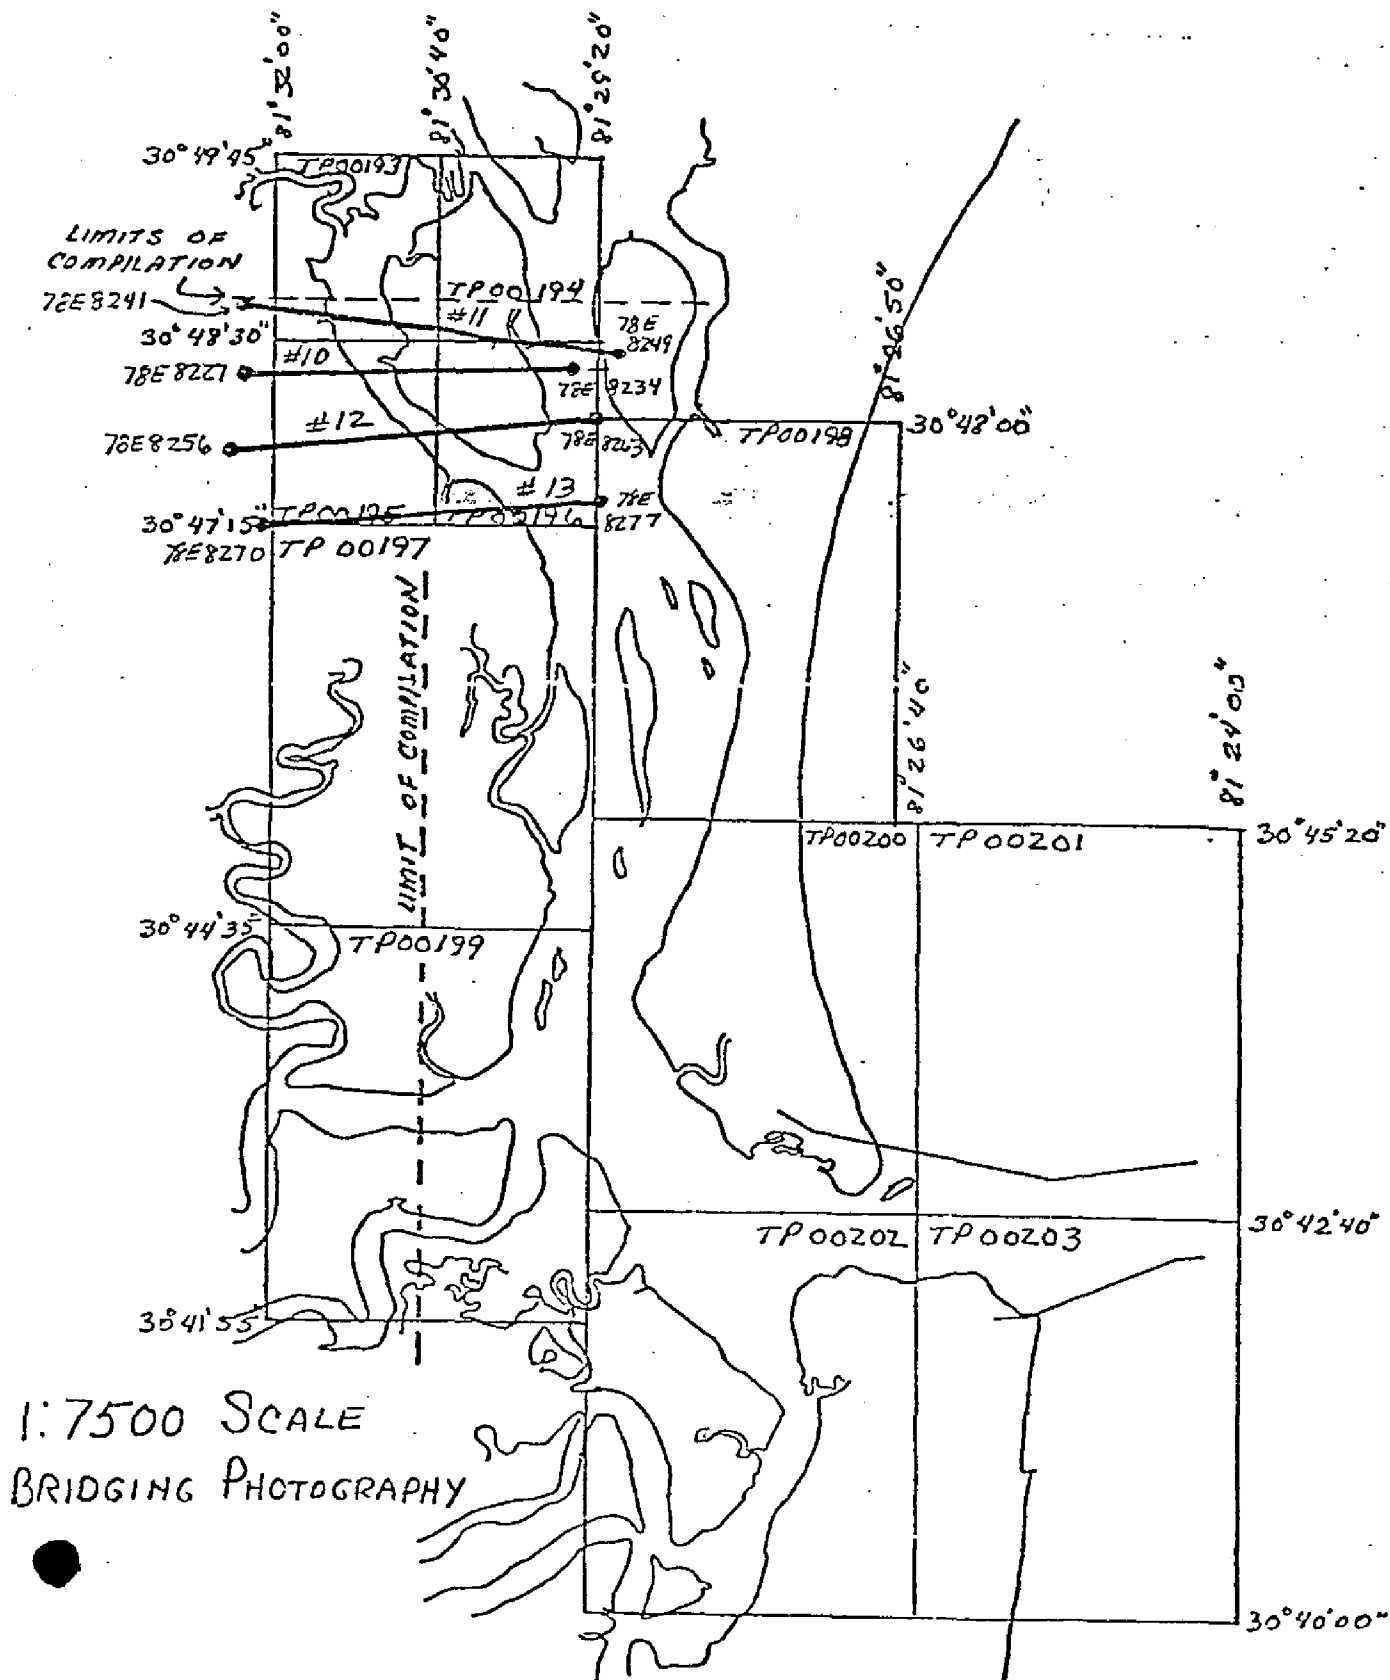 81°32'00"
81°30'40"
81°29'20"
30°49'45"
TP00193
LIMITS OF
COMPILATION
78E8241
TP00194
#11
78E
8249
81°26'50"
30°48'30"
#10
78E8227
78E 8234
#12
78E8256
78E 8263
TP00198
30°48'00"
#13
78E
8277
30°47'15"
TP00195
TP00196
78E8270
TP 00197
LIMIT OF COMPILATION
81°26'40"
81°24'00"
TP00200
TP00201
30°45'20"
30°44'35"
TP00199
TP00202
TP00203
30°42'40"
30°41'55"
1:7500 SCALE
BRIDGING PHOTOGRAPHY
30°40'00"